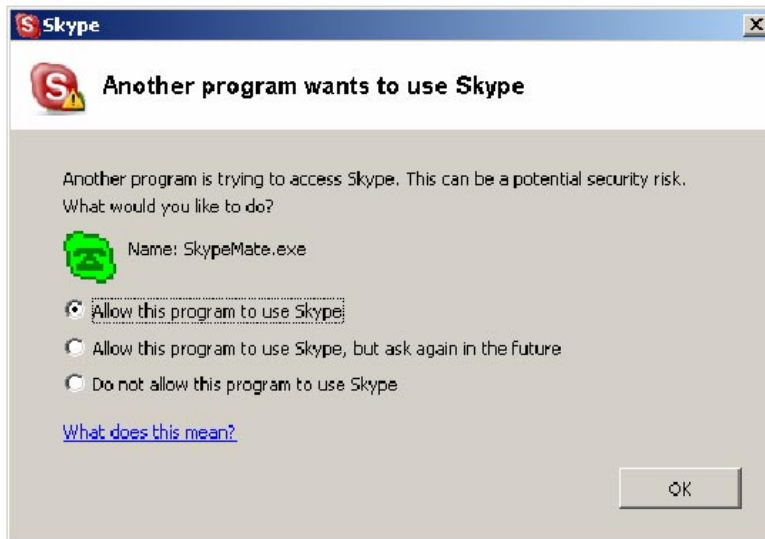 Skype
Another program wants to use Skype
Another program is trying to access Skype. This can be a potential security risk.
What would you like to do?
Name: SkypeMate.exe
Allow this program to use Skype
Allow this program to use Skype, but ask again in the future
Do not allow this program to use Skype
What does this mean?
OK